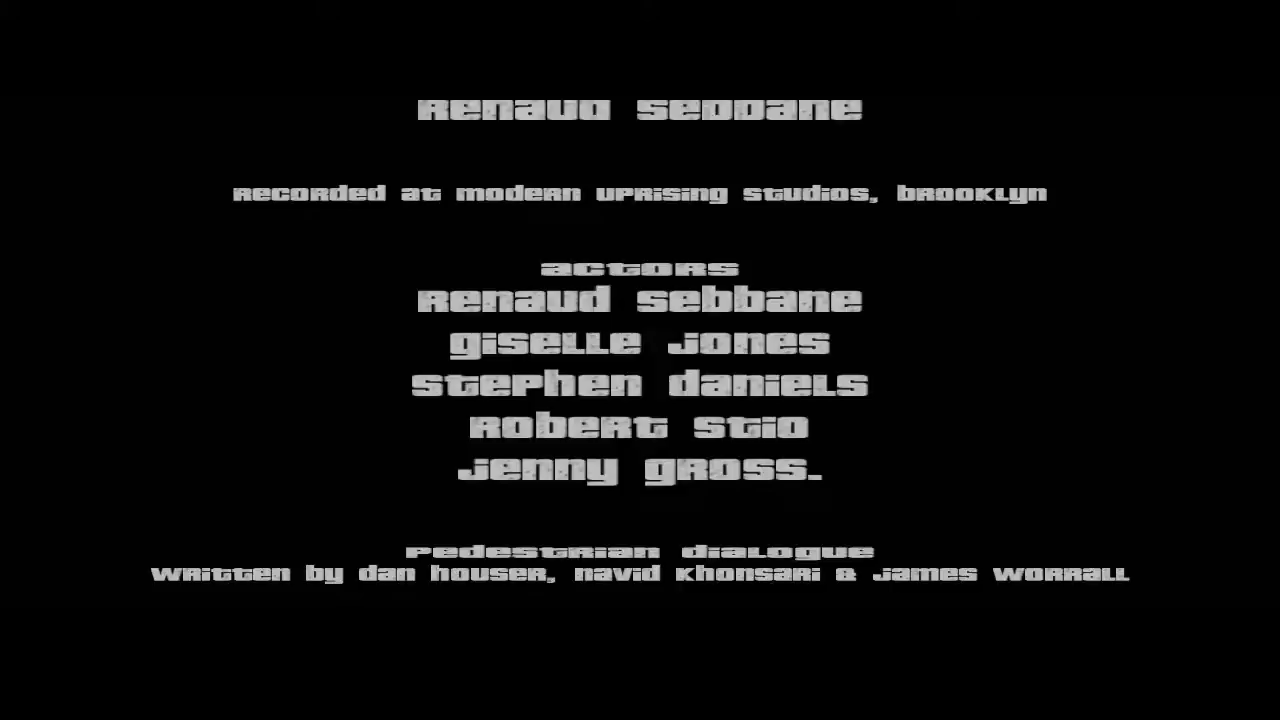 Renaud Sebbane
Recorded at Modern Uprising Studios, Brooklyn
actors
Renaud Sebbane
Giselle Jones
Stephen Daniels
Robert Stio
Jenny Gross.
Pedestrian dialogue
written by Dan Houser, Navid Khonsari & James Worrall